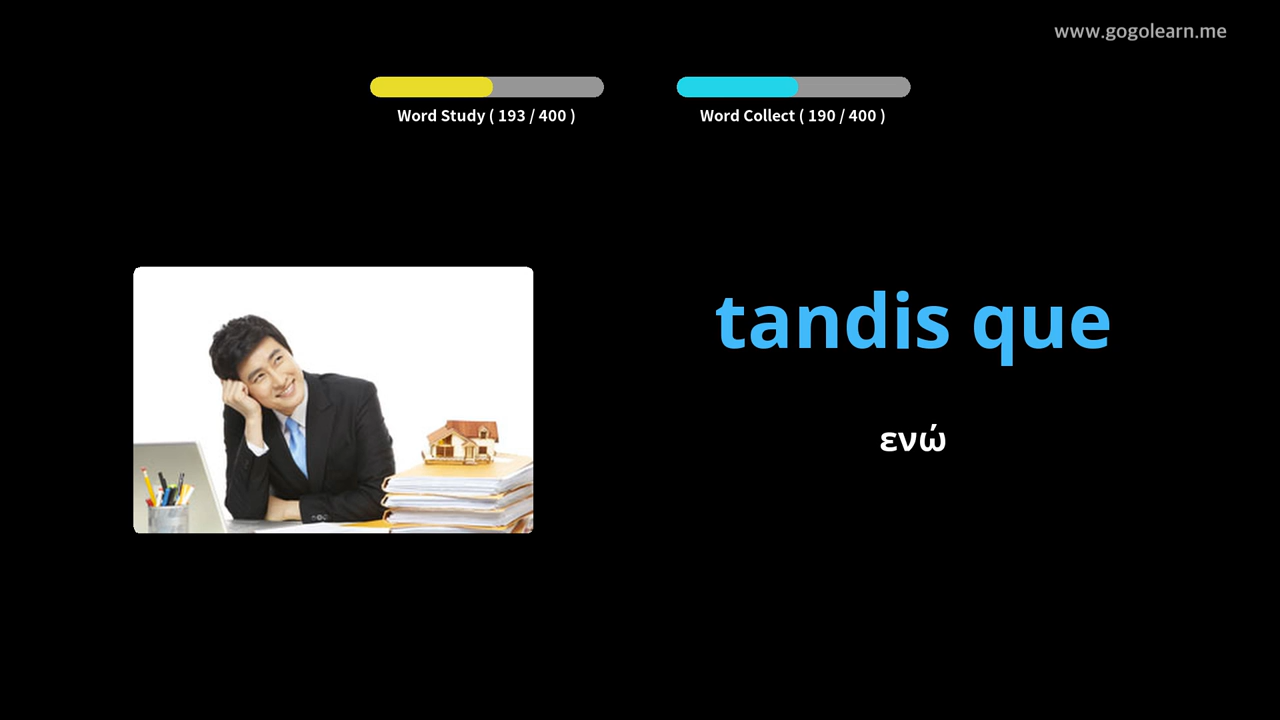 www.gogolearn.me
Word Study ( 193 / 400 )
Word Collect ( 190 / 400 )
tandis que
ενώ